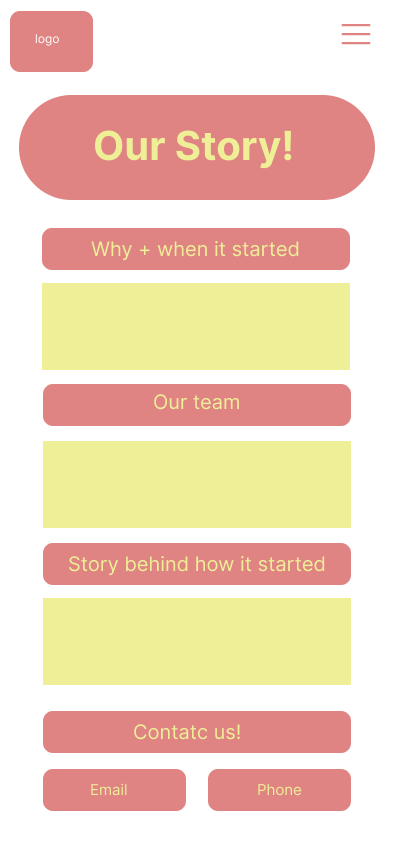 logo
Our Story!
Why + when it started
Our team
Story behind how it started
Contatc us!
Email
Phone